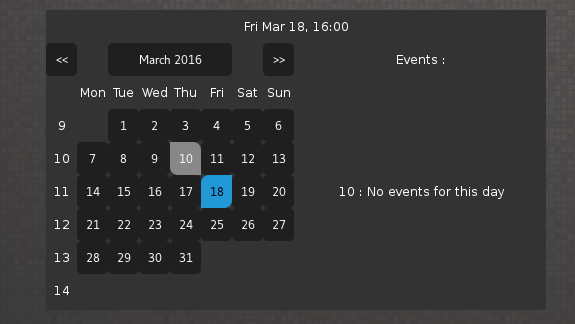 Fri Mar 18, 16:00
<< March 2016 >> Events :
Mon Tue Wed Thu Fri Sat Sun
9 1 2 3 4 5 6
10 7 8 9 10 11 12 13
11 14 15 16 17 18 19 20 10 : No events for this day
12 21 22 23 24 25 26 27
13 28 29 30 31
14